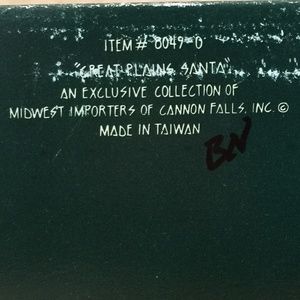 ITEM# 8049-0
"GREAT PLAINS SANTA"
AN EXCLUSIVE COLLECTION OF
MIDWEST IMPORTERS OF CANNON FALLS, INC. ©
MADE IN TAIWAN
BN